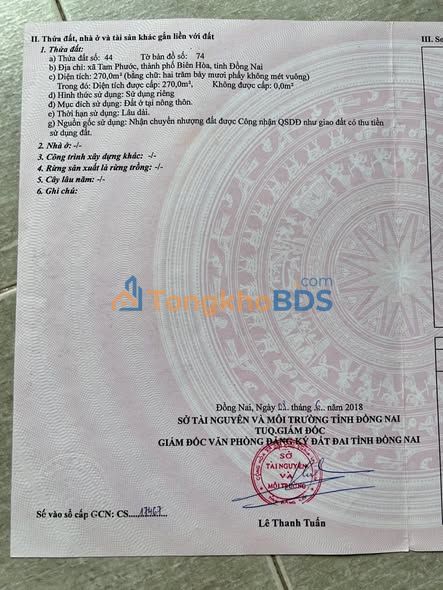 II. Thửa đất, nhà ở và tài sản khác gắn liền với đất
1. Thửa đất:
a) Thửa đất số: 44 Tờ bản đồ số: 74
b) Địa chỉ: xã Tam Phước, thành phố Biên Hòa, tỉnh Đồng Nai
c) Diện tích: 270,0m² (bằng chữ: hai trăm bảy mươi phẩy không mét vuông)
Trong đó: Diện tích được cấp: 270,0m², Không được cấp: 0,0m²
d) Hình thức sử dụng: Sử dụng riêng
đ) Mục đích sử dụng: Đất ở tại nông thôn.
e) Thời hạn sử dụng: Lâu dài.
g) Nguồn gốc sử dụng: Nhận chuyển nhượng đất được Công nhận QSDĐ như giao đất có thu tiền
sử dụng đất.
2. Nhà ở: -/-
3. Công trình xây dựng khác: -/-
4. Rừng sản xuất là rừng trồng: -/-
5. Cây lâu năm: -/-
6. Ghi chú:
III. S
TongkhoBDS.com
Đồng Nai, Ngày tháng năm 2018
SỞ TÀI NGUYÊN VÀ MÔI TRƯỜNG TỈNH ĐỒNG NAI
TUQ.GIÁM ĐỐC
GIÁM ĐỐC VĂN PHÒNG ĐĂNG KÝ ĐẤT ĐAI TỈNH ĐỒNG NAI
SỞ
TÀI NGUYÊN
VÀ
MÔI TRƯỜNG
Số vào sổ cấp GCN: CS.....17467
Lê Thanh Tuấn